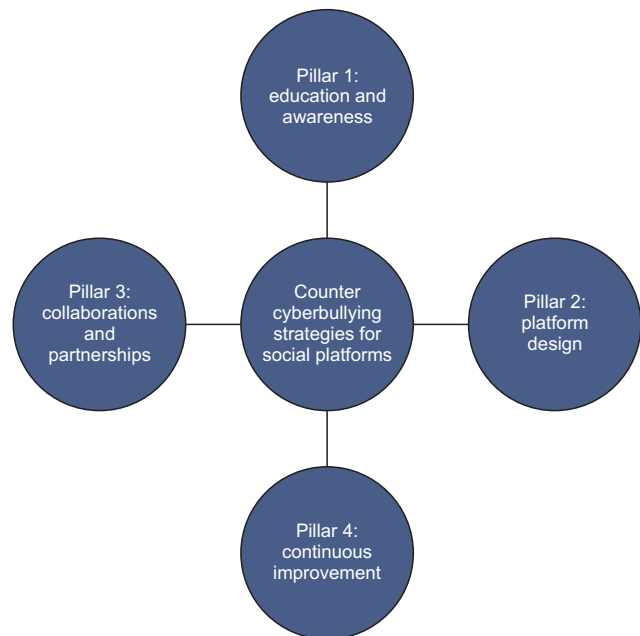 Pillar 1:
education and
awareness
Pillar 3:
collaborations
and
partnerships
Counter
cyberbullying
strategies for
social platforms
Pillar 2:
platform
design
Pillar 4:
continuous
improvement